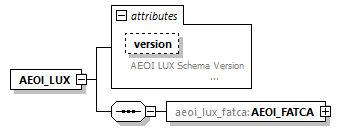 attributes
version
AEOI LUX Schema Version
...
AEOI_LUX
aeoi_lux_fatca:AEOI_FATCA